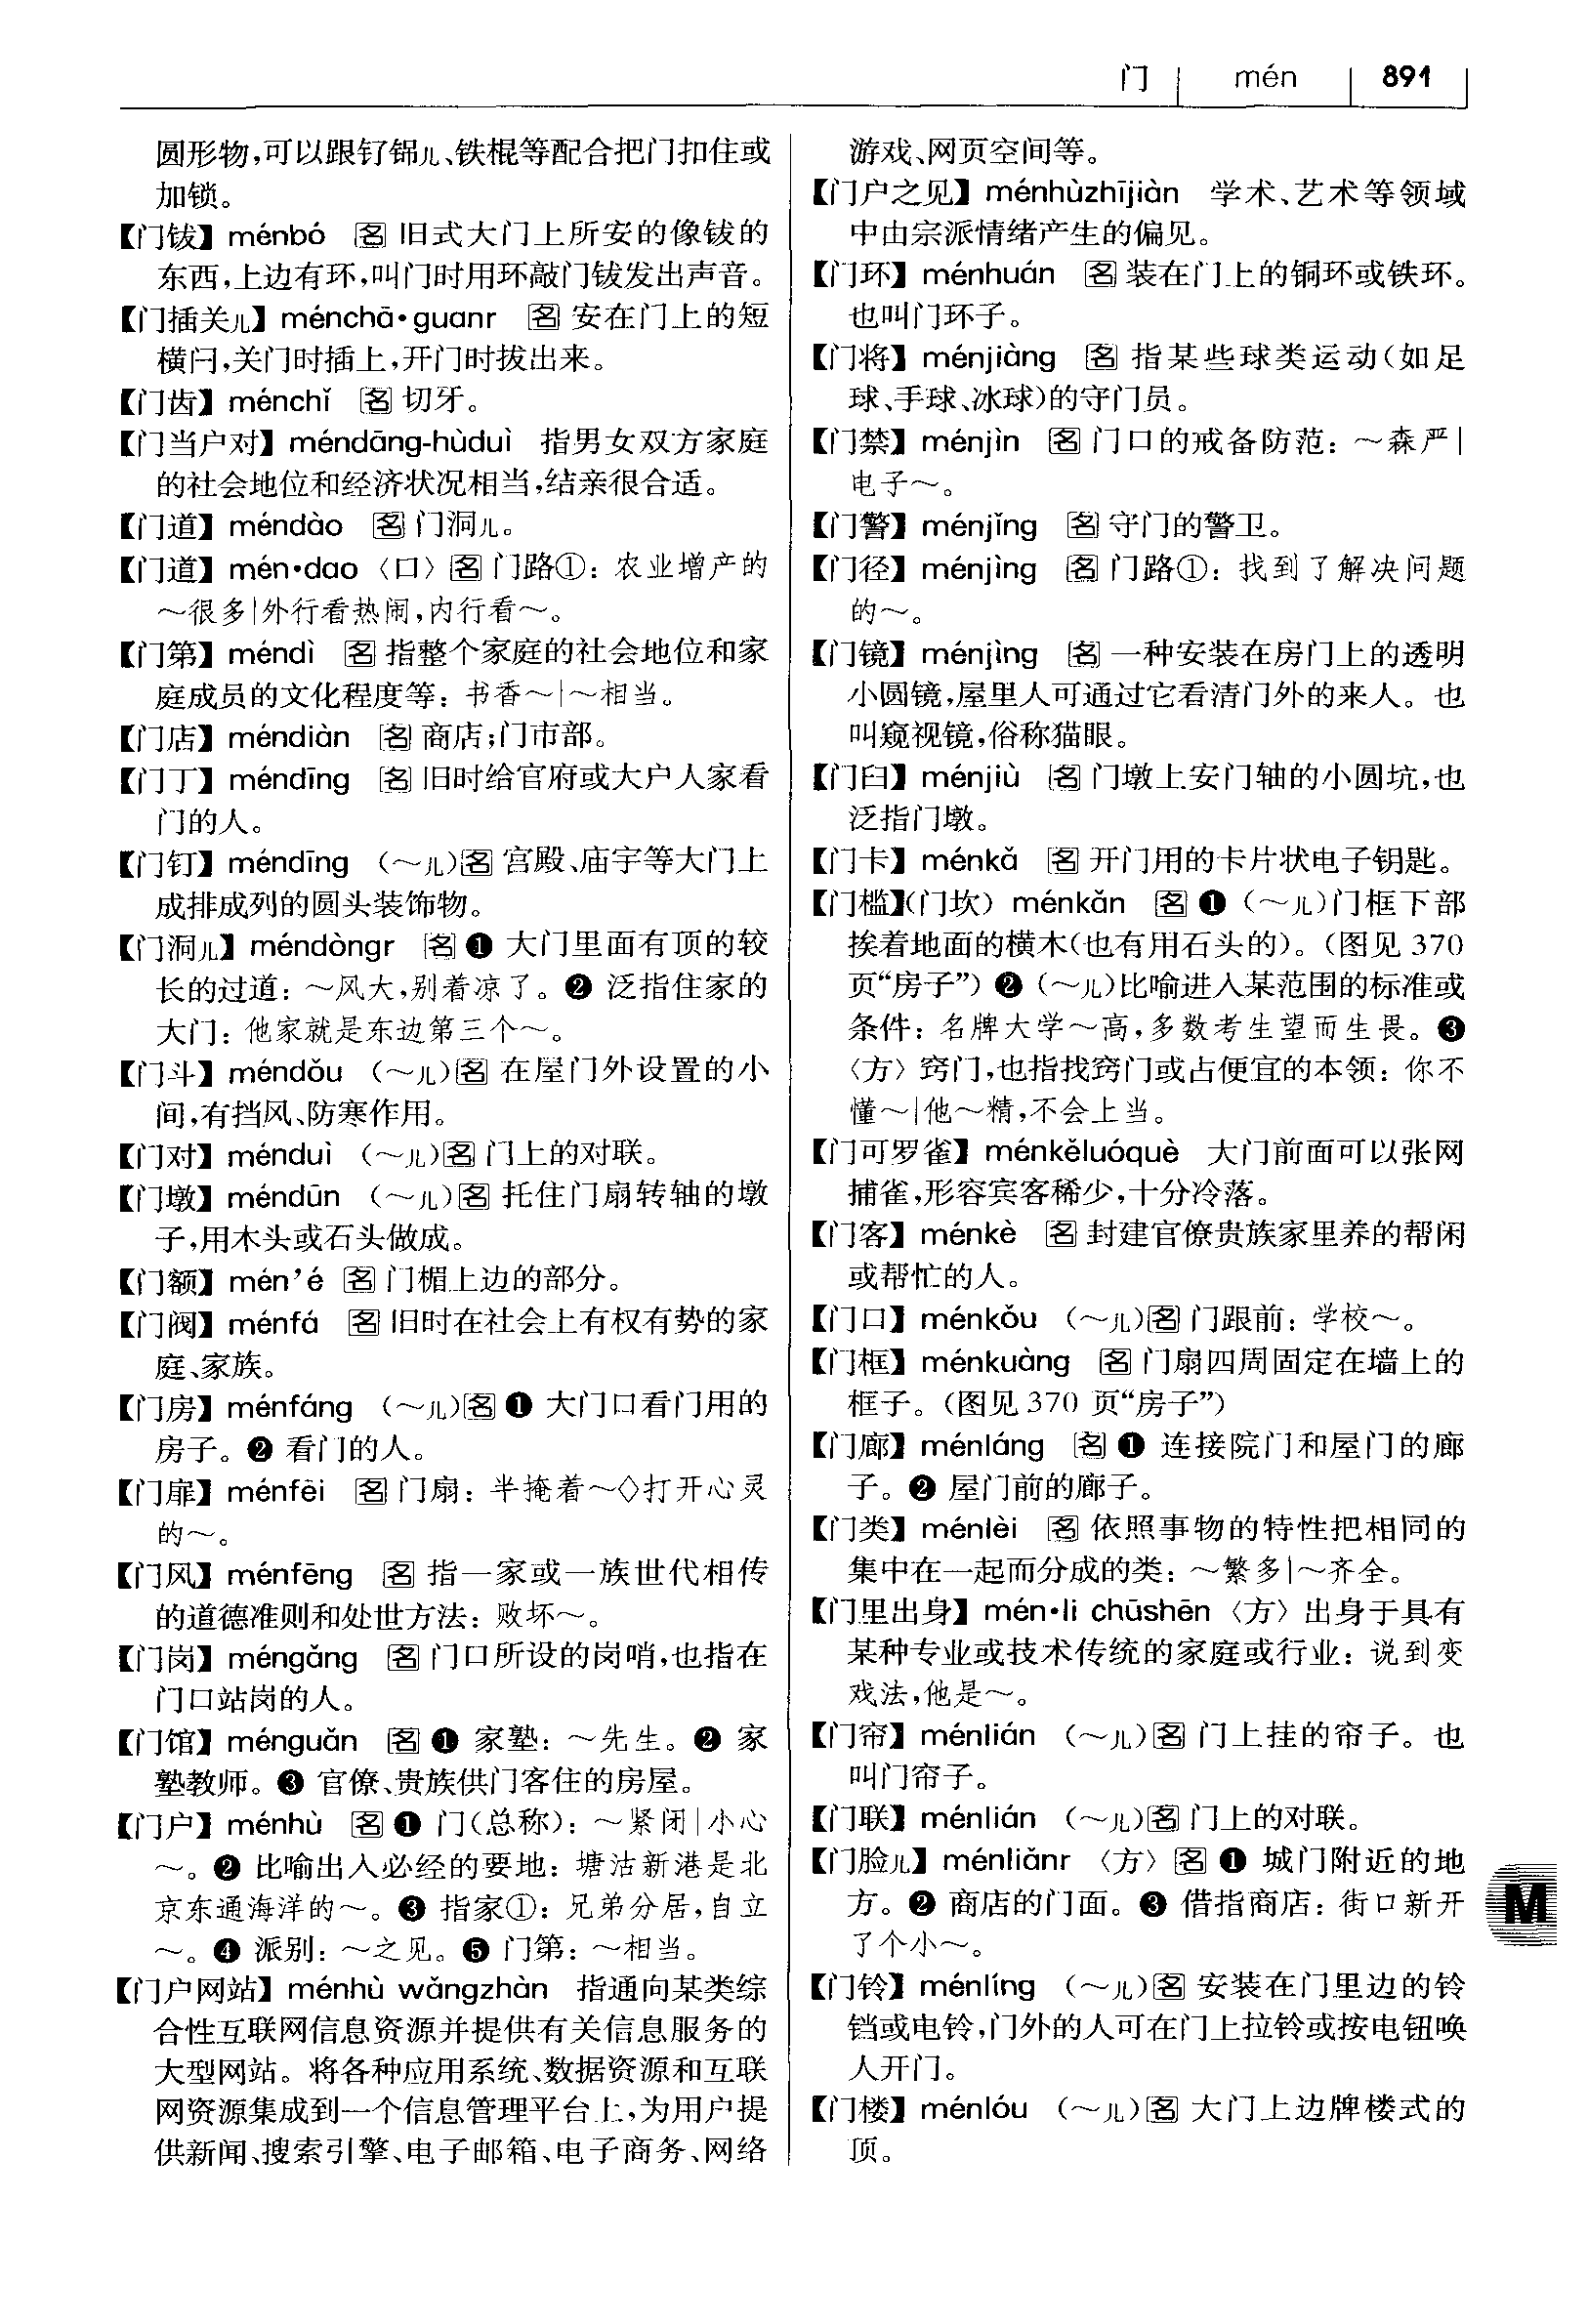 门 mén 891
圆形物,可以跟钌铞儿、铁棍等配合把门扣住或
加锁。
【门钹】ménbó 名 旧式大门上所安的像钹的
东西,上边有环,叫门时用环敲门钹发出声音。
【门插关儿】ménchā•guanr 名 安在门上的短
横闩,关门时插上,开门时拔出来。
【门齿】ménchǐ 名 切牙。
【门当户对】méndāng-hùduì 指男女双方家庭
的社会地位和经济状况相当,结亲很合适。
【门道】méndào 名 门洞儿。
【门道】mén•dao〈口〉名 门路①:农业增产的
～很多|外行看热闹,内行看～。
【门第】méndì 名 指整个家庭的社会地位和家
庭成员的文化程度等:书香～|～相当。
【门店】méndiàn 名 商店;门市部。
【门丁】méndīng 名 旧时给官府或大户人家看
门的人。
【门钉】méndīng (～儿)名 宫殿、庙宇等大门上
成排成列的圆头装饰物。
【门洞儿】méndòngr 名 ❶ 大门里面有顶的较
长的过道:～风大,别着凉了。❷ 泛指住家的
大门:他家就是东边第三个～。
【门斗】méndǒu (～儿)名 在屋门外设置的小
间,有挡风、防寒作用。
【门对】ménduì (～儿)名 门上的对联。
【门墩】méndūn (～儿)名 托住门扇转轴的墩
子,用木头或石头做成。
【门额】mén’é 名 门楣上边的部分。
【门阀】ménfá 名 旧时在社会上有权有势的家
庭、家族。
【门房】ménfáng (～儿)名 ❶ 大门口看门用的
房子。❷ 看门的人。
【门扉】ménfēi 名 门扇:半掩着～◇打开心灵
的～。
【门风】ménfēng 名 指一家或一族世代相传
的道德准则和处世方法:败坏～。
【门岗】méngǎng 名 门口所设的岗哨,也指在
门口站岗的人。
【门馆】ménguǎn 名 ❶ 家塾:～先生。❷ 家
塾教师。❸ 官僚、贵族供门客住的房屋。
【门户】ménhù 名 ❶ 门(总称):～紧闭|小心
～。❷ 比喻出入必经的要地:塘沽新港是北
京东通海洋的～。❸ 指家①:兄弟分居,自立
～。❹ 派别:～之见。❺ 门第:～相当。
【门户网站】ménhù wǎngzhàn 指通向某类综
合性互联网信息资源并提供有关信息服务的
大型网站。将各种应用系统、数据资源和互联
网资源集成到一个信息管理平台上,为用户提
供新闻、搜索引擎、电子邮箱、电子商务、网络
游戏、网页空间等。
【门户之见】ménhùzhījiàn 学术、艺术等领域
中由宗派情绪产生的偏见。
【门环】ménhuán 名 装在门上的铜环或铁环。
也叫门环子。
【门将】ménjiàng 名 指某些球类运动(如足
球、手球、冰球)的守门员。
【门禁】ménjìn 名 门口的戒备防范:～森严|
电子～。
【门警】ménjǐng 名 守门的警卫。
【门径】ménjìng 名 门路①:找到了解决问题
的～。
【门镜】ménjìng 名 一种安装在房门上的透明
小圆镜,屋里人可通过它看清门外的来人。也
叫窥视镜,俗称猫眼。
【门臼】ménjiù 名 门墩上安门轴的小圆坑,也
泛指门墩。
【门卡】ménkǎ 名 开门用的卡片状电子钥匙。
【门槛】(门坎) ménkǎn 名 ❶ (～儿)门框下部
挨着地面的横木(也有用石头的)。(图见 370
页“房子”) ❷ (～儿)比喻进入某范围的标准或
条件:名牌大学～高,多数考生望而生畏。❸
〈方〉窍门,也指找窍门或占便宜的本领:你不
懂～|他～精,不会上当。
【门可罗雀】ménkěluóquè 大门前面可以张网
捕雀,形容宾客稀少,十分冷落。
【门客】ménkè 名 封建官僚贵族家里养的帮闲
或帮忙的人。
【门口】ménkǒu (～儿)名 门跟前:学校～。
【门框】ménkuàng 名 门扇四周固定在墙上的
框子。(图见 370 页“房子”)
【门廊】ménláng 名 ❶ 连接院门和屋门的廊
子。❷ 屋门前的廊子。
【门类】ménlèi 名 依照事物的特性把相同的
集中在一起而分成的类:～繁多|～齐全。
【门里出身】mén•li chūshēn〈方〉出身于具有
某种专业或技术传统的家庭或行业:说到变
戏法,他是～。
【门帘】ménlián (～儿)名 门上挂的帘子。也
叫门帘子。
【门联】ménlián (～儿)名 门上的对联。
【门脸儿】ménliǎnr〈方〉名 ❶ 城门附近的地
方。❷ 商店的门面。❸ 借指商店:街口新开
了个小～。
【门铃】ménlíng (～儿)名 安装在门里边的铃
铛或电铃,门外的人可在门上拉铃或按电钮唤
人开门。
【门楼】ménlóu (～儿)名 大门上边牌楼式的
顶。
M